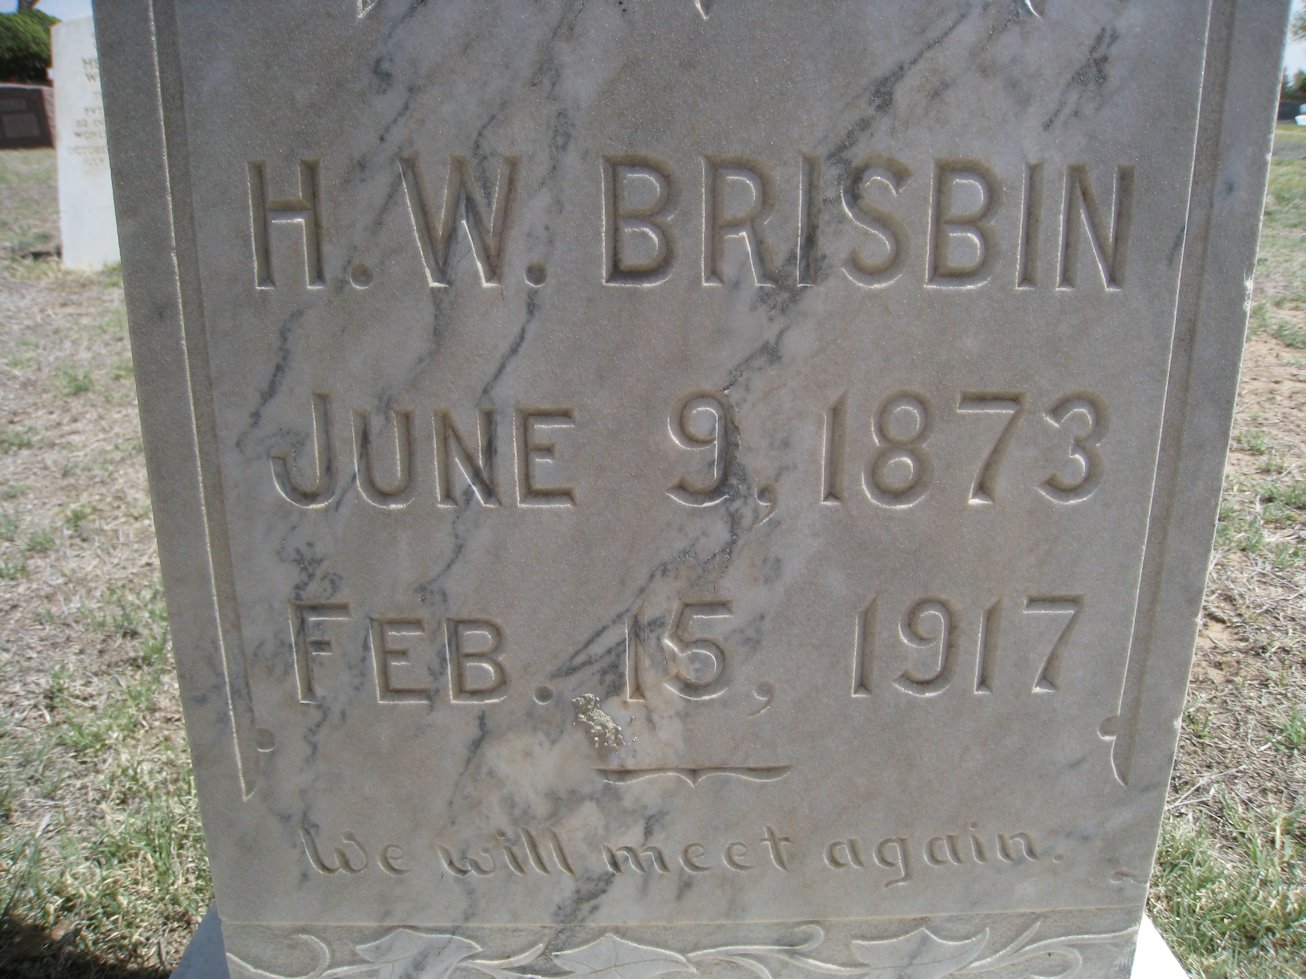 H. W. BRISBIN
JUNE 9, 1873
FEB. 15, 1917
We will meet again.